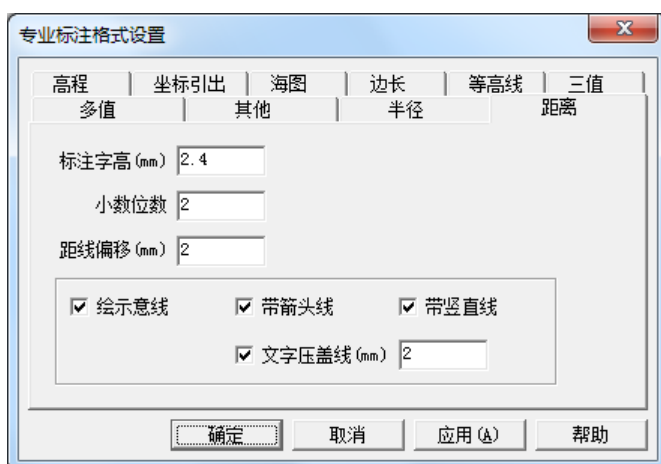 专业标注格式设置
高程 坐标引出 海图 边长 等高线 三值
多值 其他 半径 距离
标注字高(mm) 2.4
小数位数 2
距线偏移(mm) 2
绘示意线 带箭头线 带竖直线
文字压盖线(mm) 2
确定 取消 应用(A) 帮助